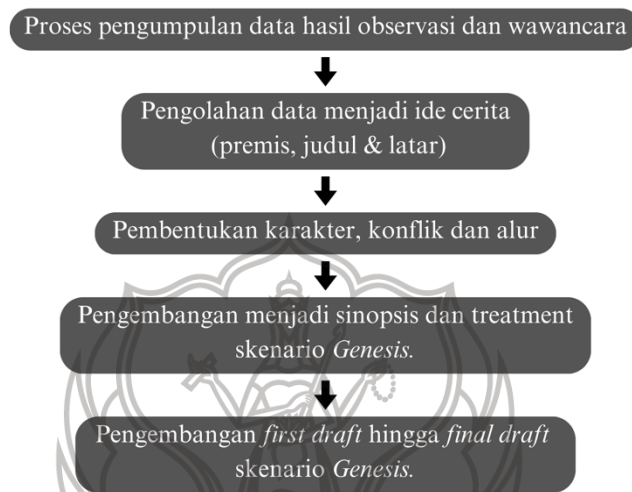 Proses pengumpulan data hasil observasi dan wawancara
Pengolahan data menjadi ide cerita
(premis, judul & latar)
Pembentukan karakter, konflik dan alur
Pengembangan menjadi sinopsis dan treatment
skenario Genesis.
Pengembangan first draft hingga final draft
skenario Genesis.